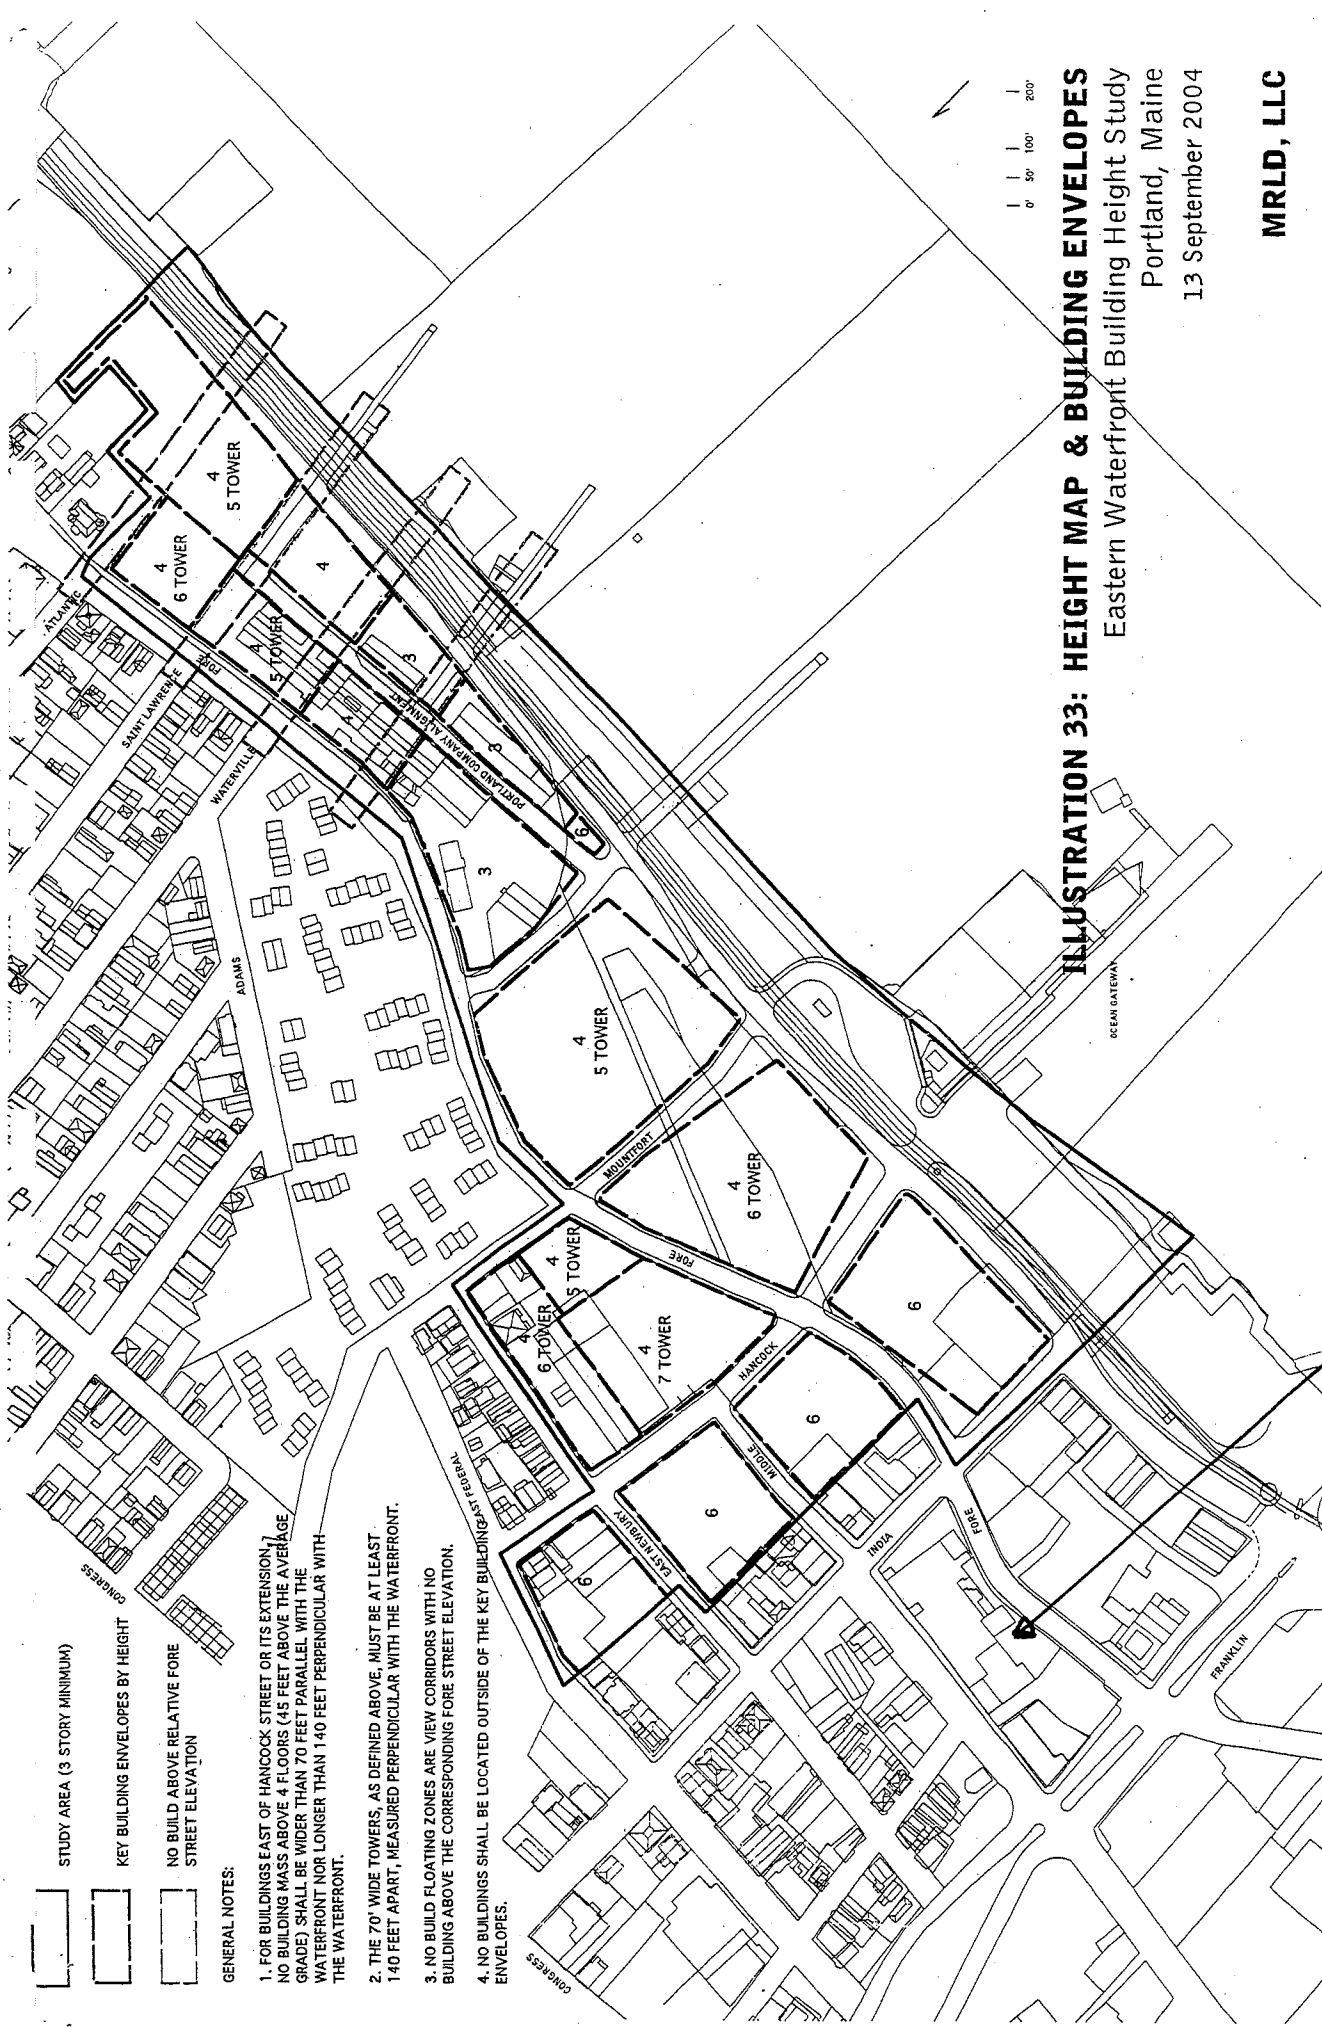 STUDY AREA (3 STORY MINIMUM)
KEY BUILDING ENVELOPES BY HEIGHT
NO BUILD ABOVE RELATIVE FORE
STREET ELEVATION
GENERAL NOTES:
1. FOR BUILDINGS EAST OF HANCOCK STREET OR ITS EXTENSION,
NO BUILDING MASS ABOVE 4 FLOORS (45 FEET ABOVE THE AVERAGE
GRADE) SHALL BE WIDER THAN 70 FEET PARALLEL WITH THE
WATERFRONT NOR LONGER THAN 140 FEET PERPENDICULAR WITH
THE WATERFRONT.
2. THE 70' WIDE TOWERS, AS DEFINED ABOVE, MUST BE AT LEAST
140 FEET APART, MEASURED PERPENDICULAR WITH THE WATERFRONT.
3. NO BUILD FLOATING ZONES ARE VIEW CORRIDORS WITH NO
BUILDING ABOVE THE CORRESPONDING FORE STREET ELEVATION.
4. NO BUILDINGS SHALL BE LOCATED OUTSIDE OF THE KEY BUILDING
ENVELOPES.
CONGRESS
CONGRESS
EAST FEDERAL
EAST NEWBURY
MIDDLE
HANCOCK
INDIA
FORE
FRANKLIN
FORE
MOUNTFORT
ADAMS
WATERVILLE
SAINT LAWRENCE
ATLANTIC
FORE
PORTLAND COMPANY ALIGNMENT
OCEAN GATEWAY
6
6
6
6
4
6 TOWER
4
7 TOWER
4
5 TOWER
4
6 TOWER
4
5 TOWER
3
6
3
3
4
4
5 TOWER
4
4
6 TOWER
4
5 TOWER
0' 50' 100' 200'
ILLUSTRATION 33: HEIGHT MAP & BUILDING ENVELOPES
Eastern Waterfront Building Height Study
Portland, Maine
13 September 2004
MRLD, LLC